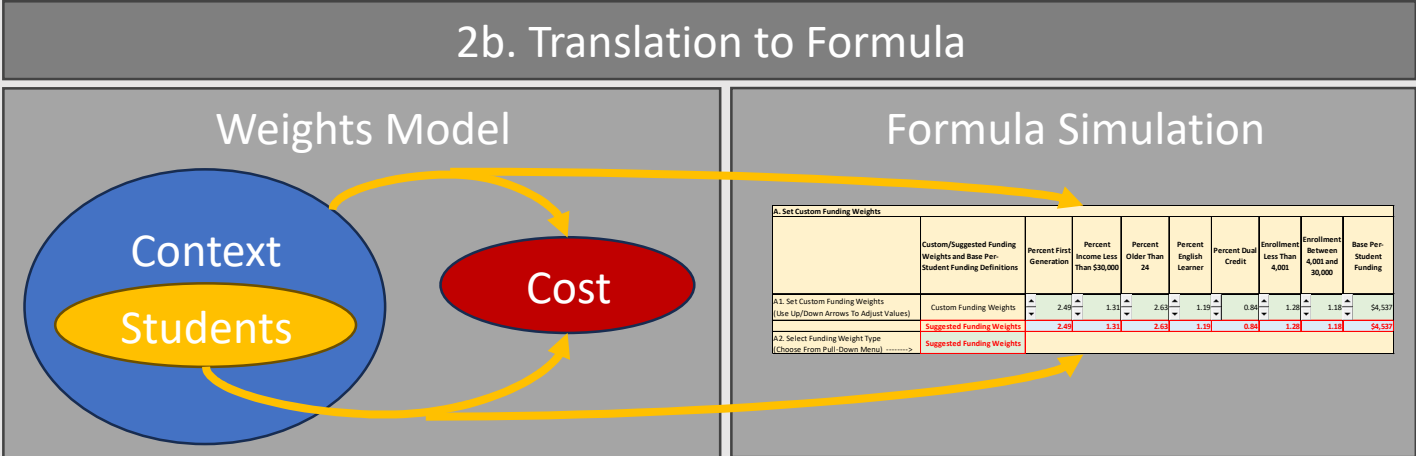 2b. Translation to Formula
Weights Model
Context
Students
Cost
Formula Simulation
A. Set Custom Funding Weights
Custom/Suggested Funding
Weights and Base Per-
Student Funding Definitions
Percent First
Generation
Percent
Income Less
Than $30,000
Percent
Older Than
24
Percent
English
Learner
Percent Dual
Credit
Enrollment
Less Than
4,001
Enrollment
Between
4,001 and
30,000
Base Per-
Student
Funding
A1. Set Custom Funding Weights
(Use Up/Down Arrows To Adjust Values)
Custom Funding Weights 2.49 1.31 2.63 1.19 0.84 1.28 1.18 $4,537
Suggested Funding Weights 2.49 1.31 2.63 1.19 0.84 1.28 1.18 $4,537
A2. Select Funding Weight Type
(Choose From Pull-Down Menu) -------->
Suggested Funding Weights